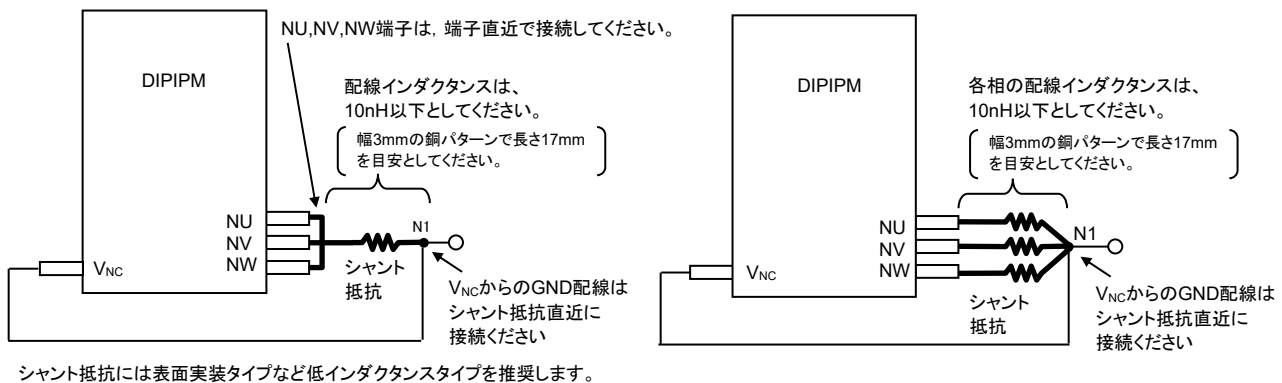 NU,NV,NW端子は，端子直近で接続してください。
DIPIPM
配線インダクタンスは、
10nH以下としてください。
幅3mmの銅パターンで長さ17mm
を目安としてください。
NU
NV
NW
N1
VNC
シャント
抵抗
VNCからのGND配線は
シャント抵抗直近に
接続ください
DIPIPM
各相の配線インダクタンスは、
10nH以下としてください。
幅3mmの銅パターンで長さ17mm
を目安としてください。
NU
NV
NW
N1
VNC
シャント
抵抗
VNCからのGND配線は
シャント抵抗直近に
接続ください
シャント抵抗には表面実装タイプなど低インダクタンスタイプを推奨します。